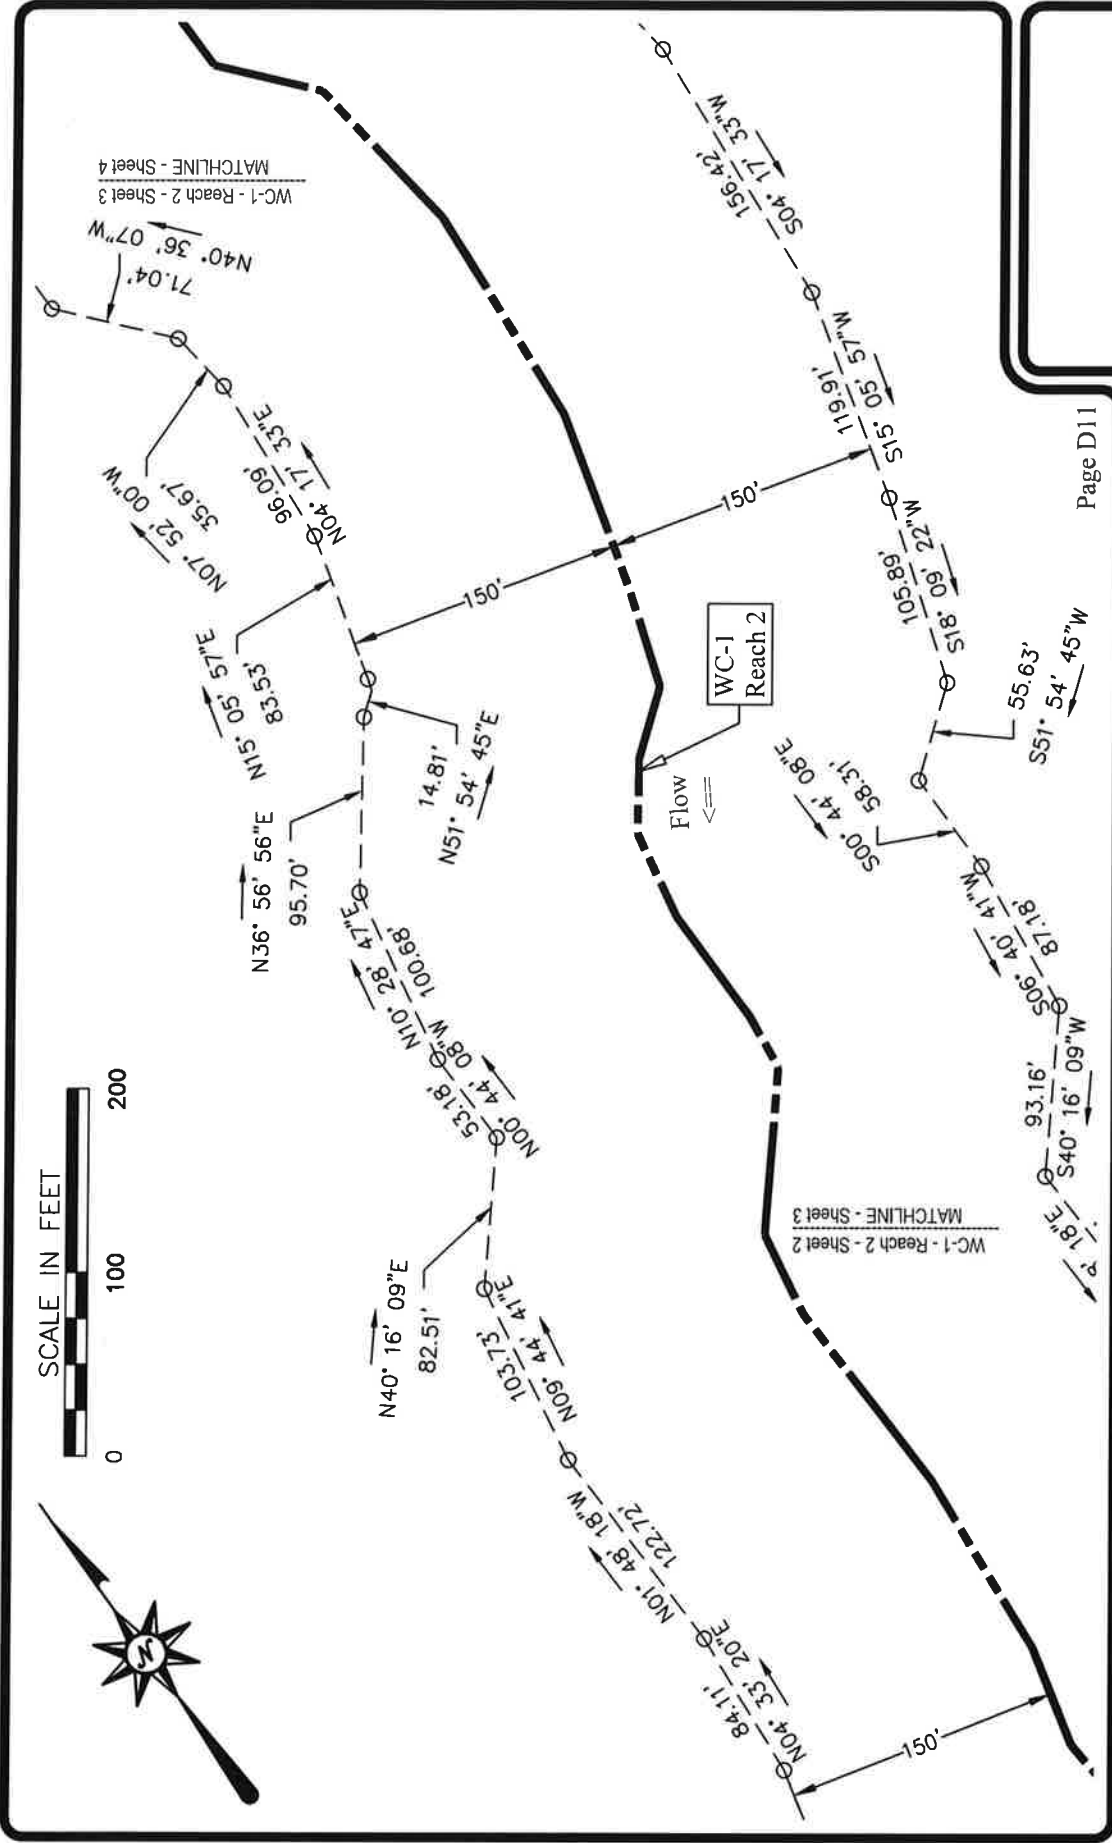 SCALE IN FEET
0 100 200
N
WC-1 - Reach 2 - Sheet 3
MATCHLINE - Sheet 4
N40° 36' 07"W
71.04'
N07° 52' 00"W
35.67'
N04° 17' 33"E
96.09'
N15° 05' 57"E
83.53'
N51° 54' 45"E
14.81'
N36° 56' 56"E
95.70'
N10° 28' 47"E
100.68'
N00° 44' 08"W
53.18'
N40° 16' 09"E
82.51'
N09° 44' 41"E
103.73'
N01° 48' 18"W
122.72'
N04° 33' 20"E
84.11'
150'
150'
150'
WC-1
Reach 2
Flow
<==
156.42'
S04° 17' 33"W
119.91'
S15° 05' 57"W
105.89'
S18° 09' 22"W
55.63'
S51° 54' 45"W
S00° 44' 08"E
58.31'
S06° 40' 41"W
87.18'
93.16'
S40° 16' 09"W
18"E
WC-1 - Reach 2 - Sheet 2
MATCHLINE - Sheet 3
Page D11